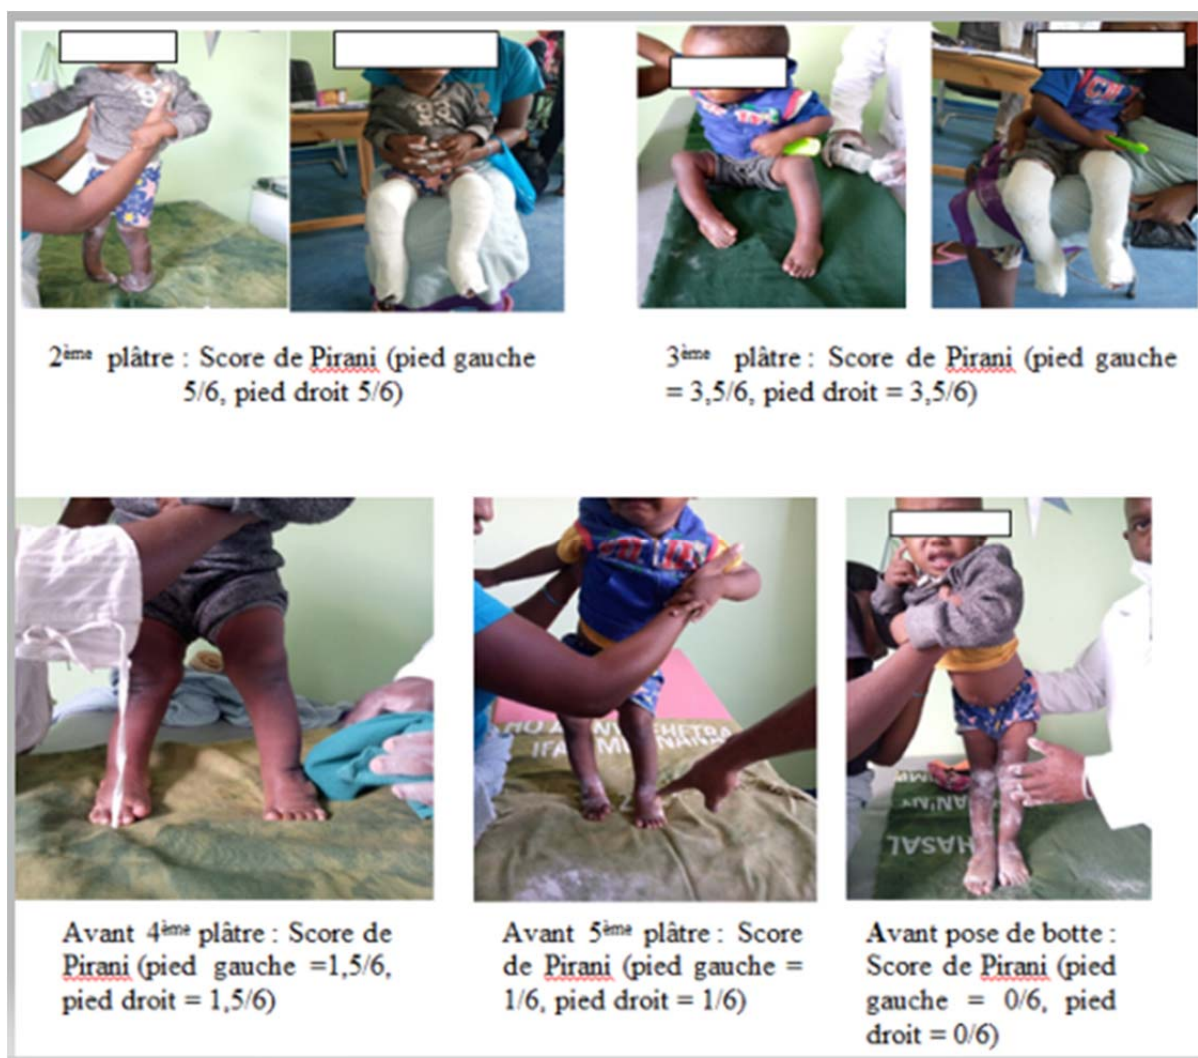 2ème plâtre : Score de Pirani (pied gauche
5/6, pied droit 5/6)
3ème plâtre : Score de Pirani (pied gauche
= 3,5/6, pied droit = 3,5/6)
Avant 4ème plâtre : Score de
Pirani (pied gauche =1,5/6,
pied droit = 1,5/6)
Avant 5ème plâtre : Score
de Pirani (pied gauche =
1/6, pied droit = 1/6)
Avant pose de botte :
Score de Pirani (pied
gauche = 0/6, pied
droit = 0/6)